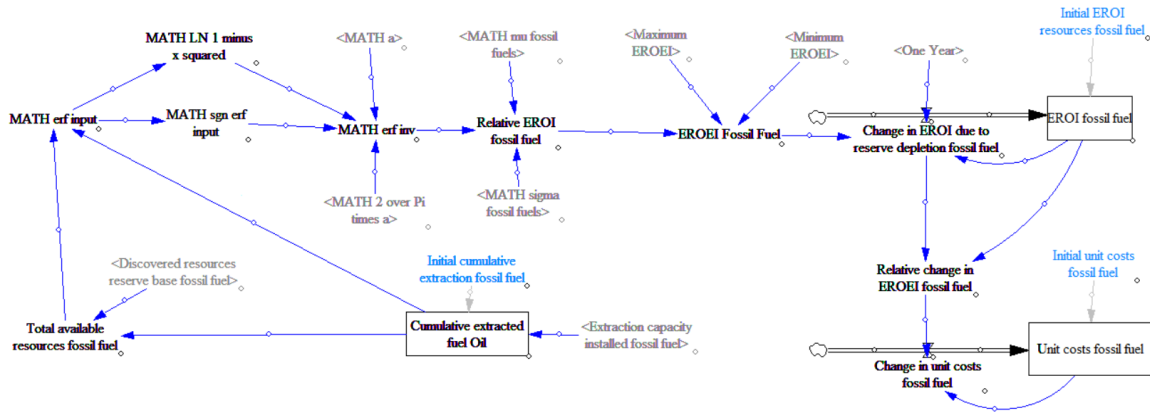 MATH LN 1 minus
x squared
<MATH a>
<MATH mu fossil
fuels>
<Maximum
EROEI>
<Minimum
EROEI>
<One Year>
Initial EROI
resources fossil fuel
MATH erf input
MATH sgn erf
input
MATH erf inv
Relative EROI
fossil fuel
EROEI Fossil Fuel
Change in EROI due to
reserve depletion fossil fuel
EROI fossil fuel
<MATH 2 over Pi
times a>
<MATH sigma
fossil fuels>
<Discovered resources
reserve base fossil fuel>
Initial cumulative
extraction fossil fuel
Relative change in
EROEI fossil fuel
Initial unit costs
fossil fuel
Total available
resources fossil fuel
Cumulative extracted
fuel Oil
<Extraction capacity
installed fossil fuel>
Change in unit costs
fossil fuel
Unit costs fossil fuel